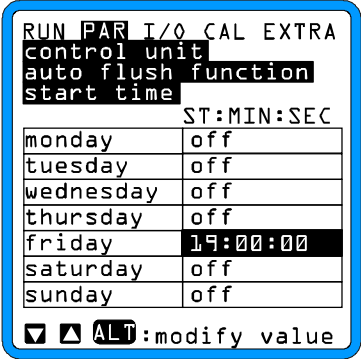 RUN PAR I/O CAL EXTRA
control unit
auto flush function
start time
ST:MIN:SEC
monday off
tuesday off
wednesday off
thursday off
friday 19:00:00
saturday off
sunday off
▼ ▲ ALT:modify value